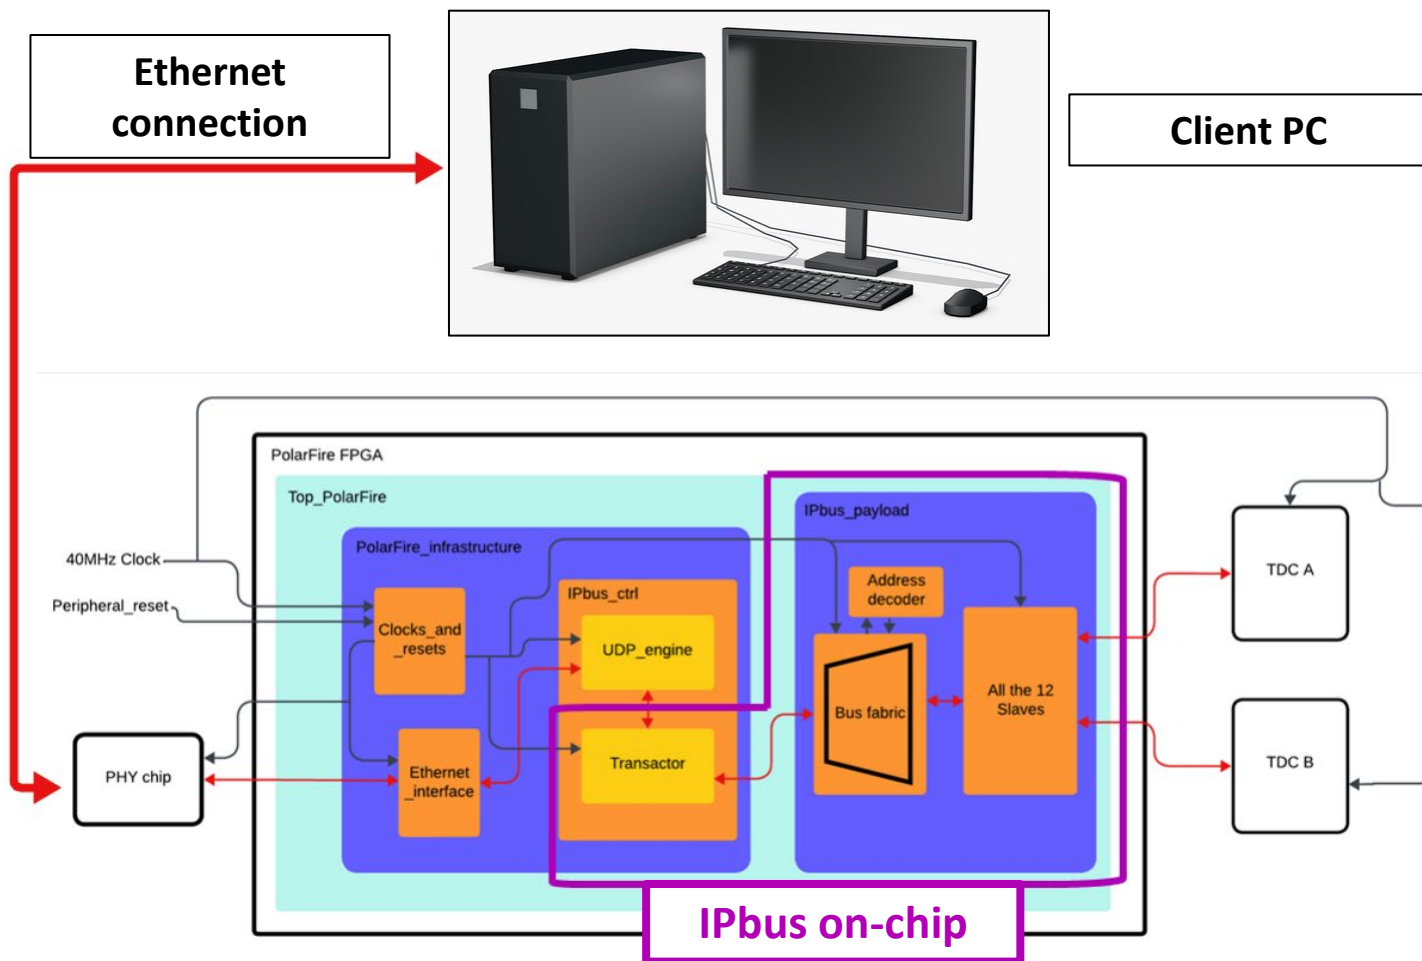 Ethernet
connection
Client PC
PolarFire FPGA
Top_PolarFire
IPbus_payload
PolarFire_infrastructure
40MHz Clock
Peripheral_reset
Clocks_and
_resets
IPbus_ctrl
UDP_engine
Address
decoder
TDC A
Bus fabric
All the 12
Slaves
Transactor
Ethernet
_interface
PHY chip
TDC B
IPbus on-chip